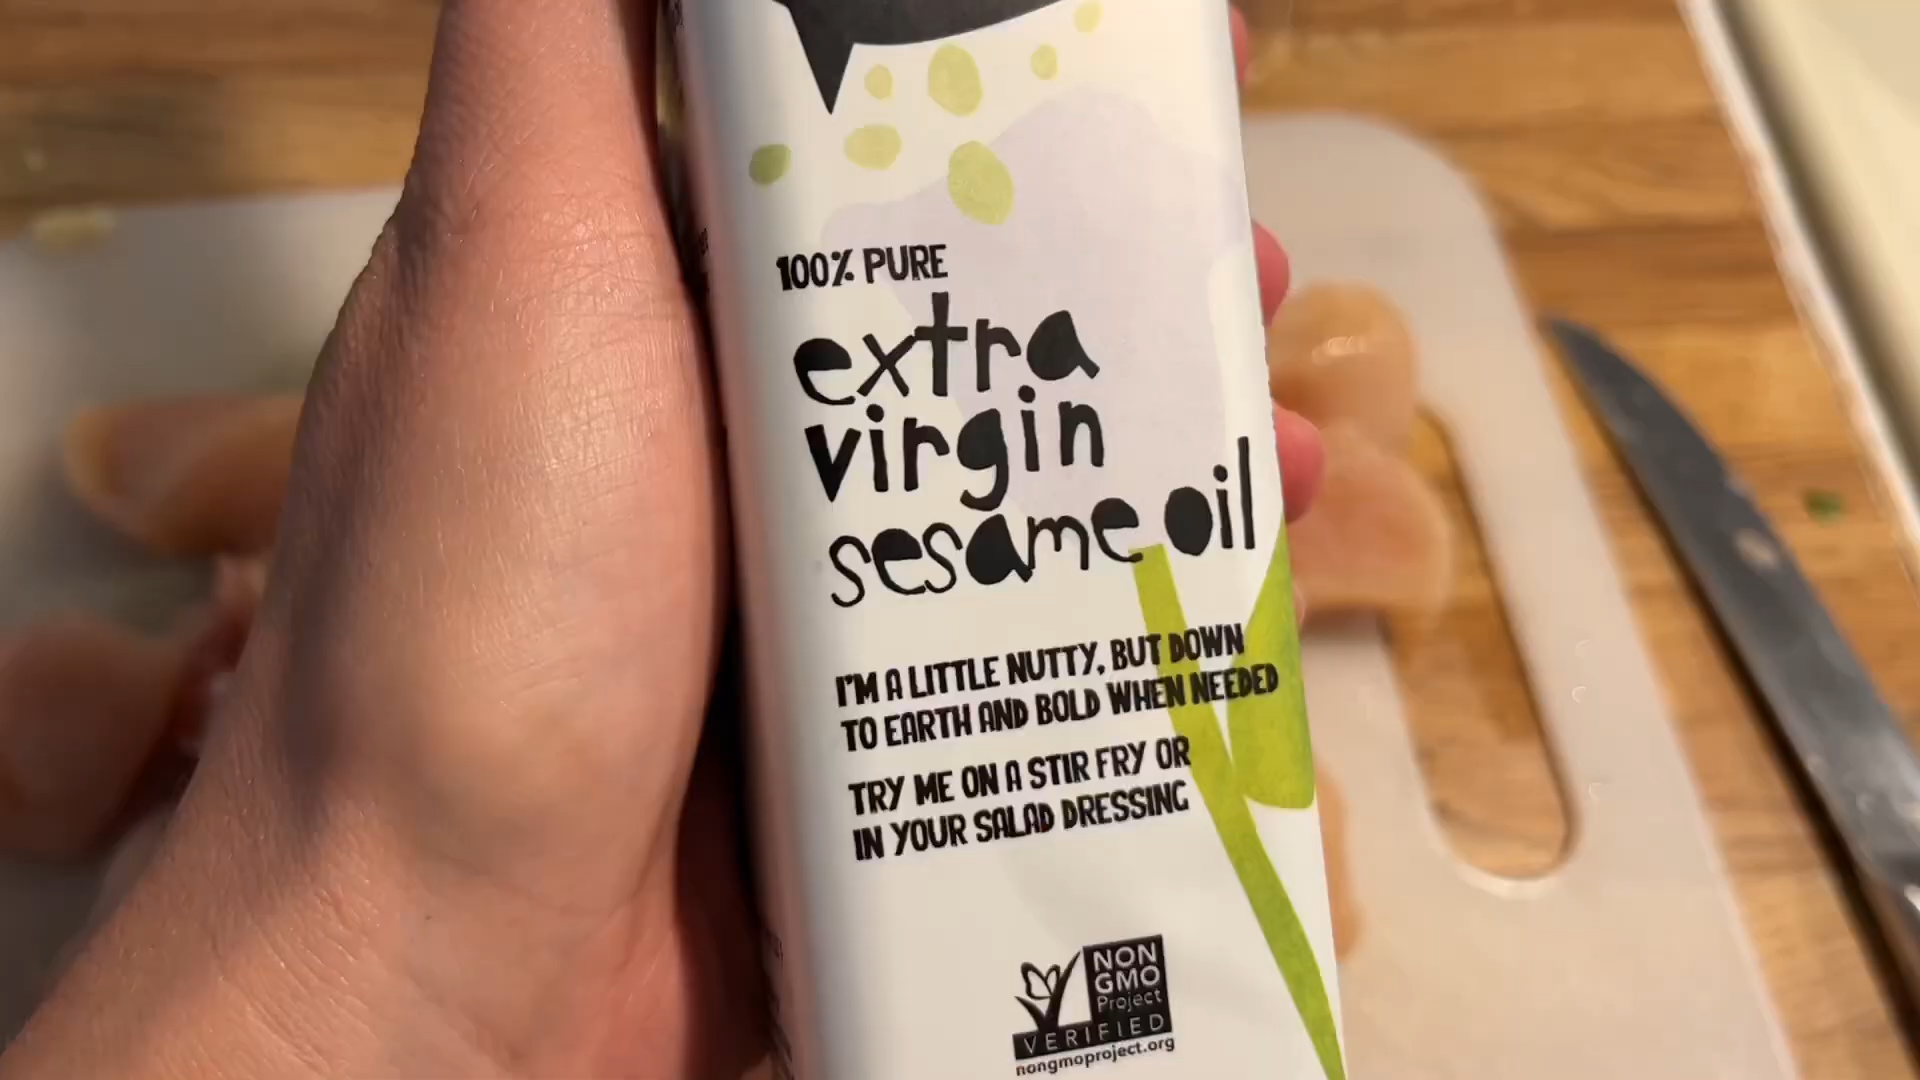 100% PURE
extra
virgin
sesame oil
I'M A LITTLE NUTTY, BUT DOWN
TO EARTH AND BOLD WHEN NEEDED
TRY ME ON A STIR FRY OR
IN YOUR SALAD DRESSING
NON
GMO
Project
VERIFIED
nongmoproject.org